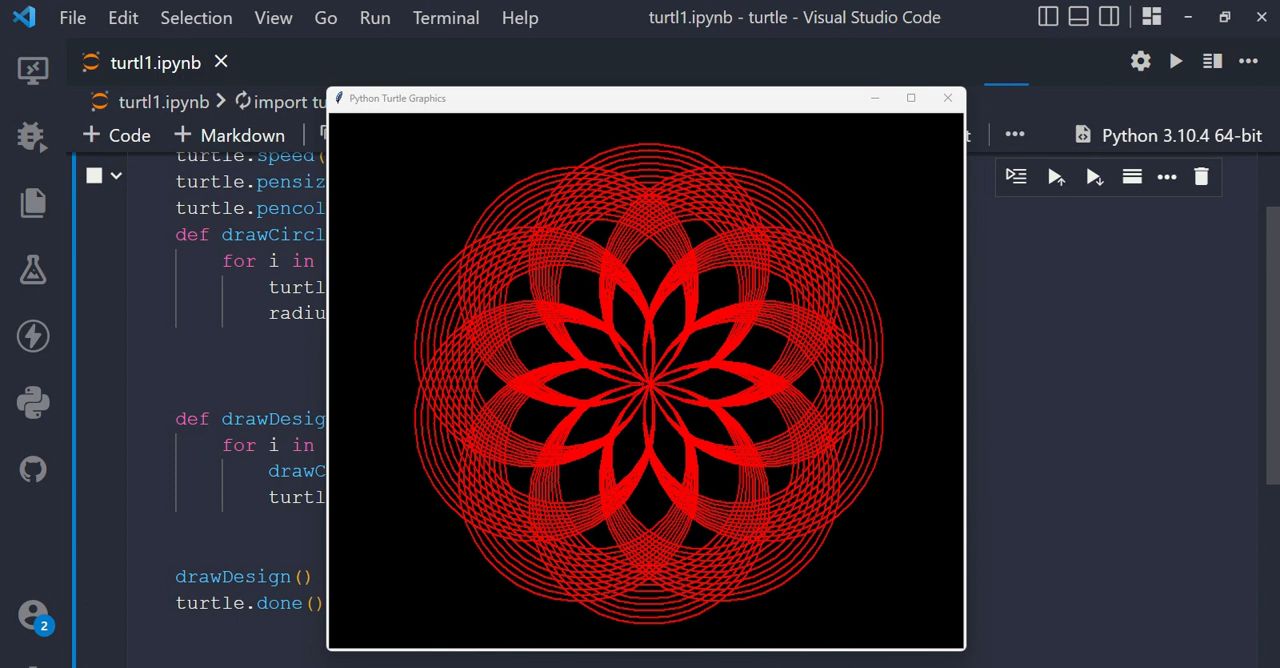 File Edit Selection View Go Run Terminal Help turtl1.ipynb - turtle - Visual Studio Code
turtl1.ipynb
turtl1.ipynb > import tu
Python Turtle Graphics
+ Code + Markdown
Python 3.10.4 64-bit
turtle.speed(
turtle.pensiz
turtle.pencol
def drawCircl
for i in
turtl
radiu
def drawDesig
for i in
drawC
turtl
drawDesign()
turtle.done()
2